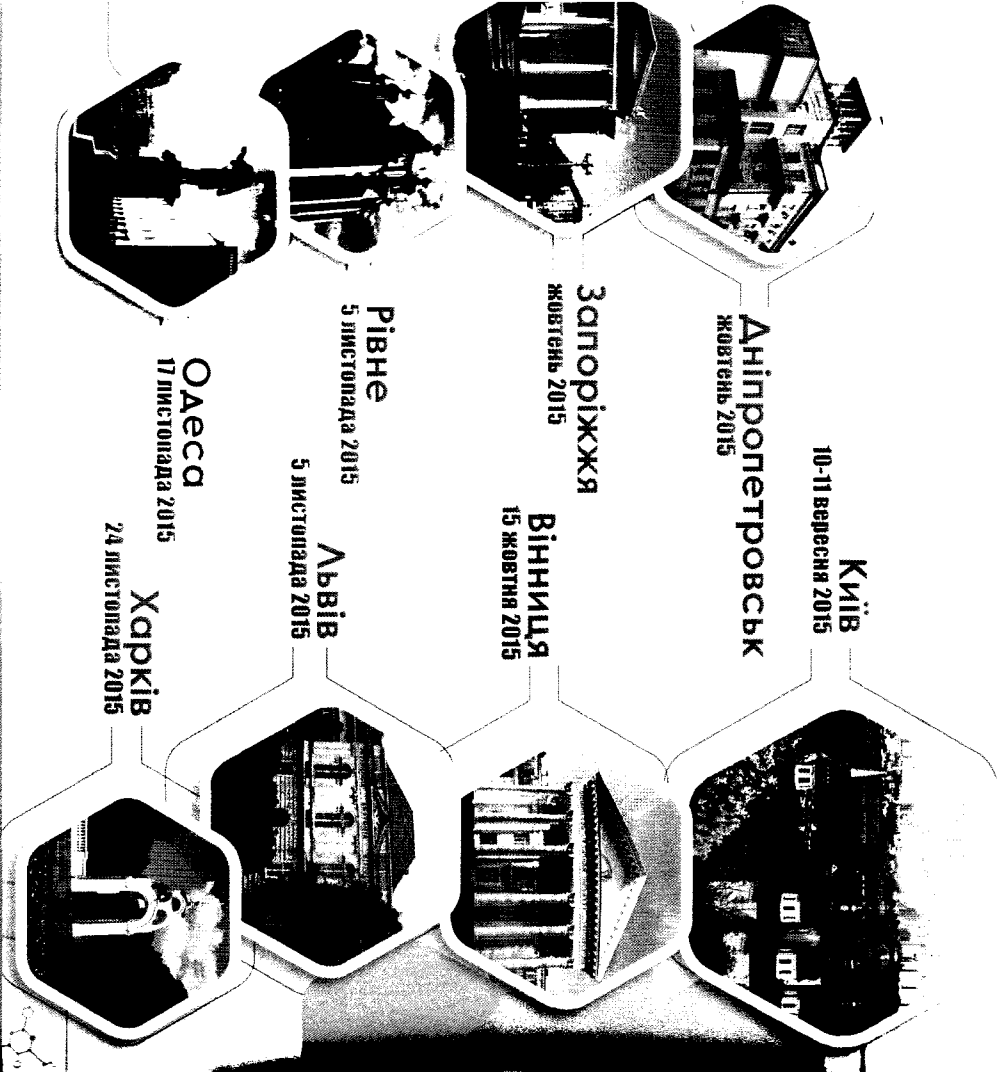 Київ
10-11 вересня 2015
Дніпропетровськ
жовтень 2015
Запоріжжя
жовтень 2015
Вінниця
15 жовтня 2015
Рівне
5 листопада 2015
Львів
5 листопада 2015
Одеса
17 листопада 2015
Харків
24 листопада 2015